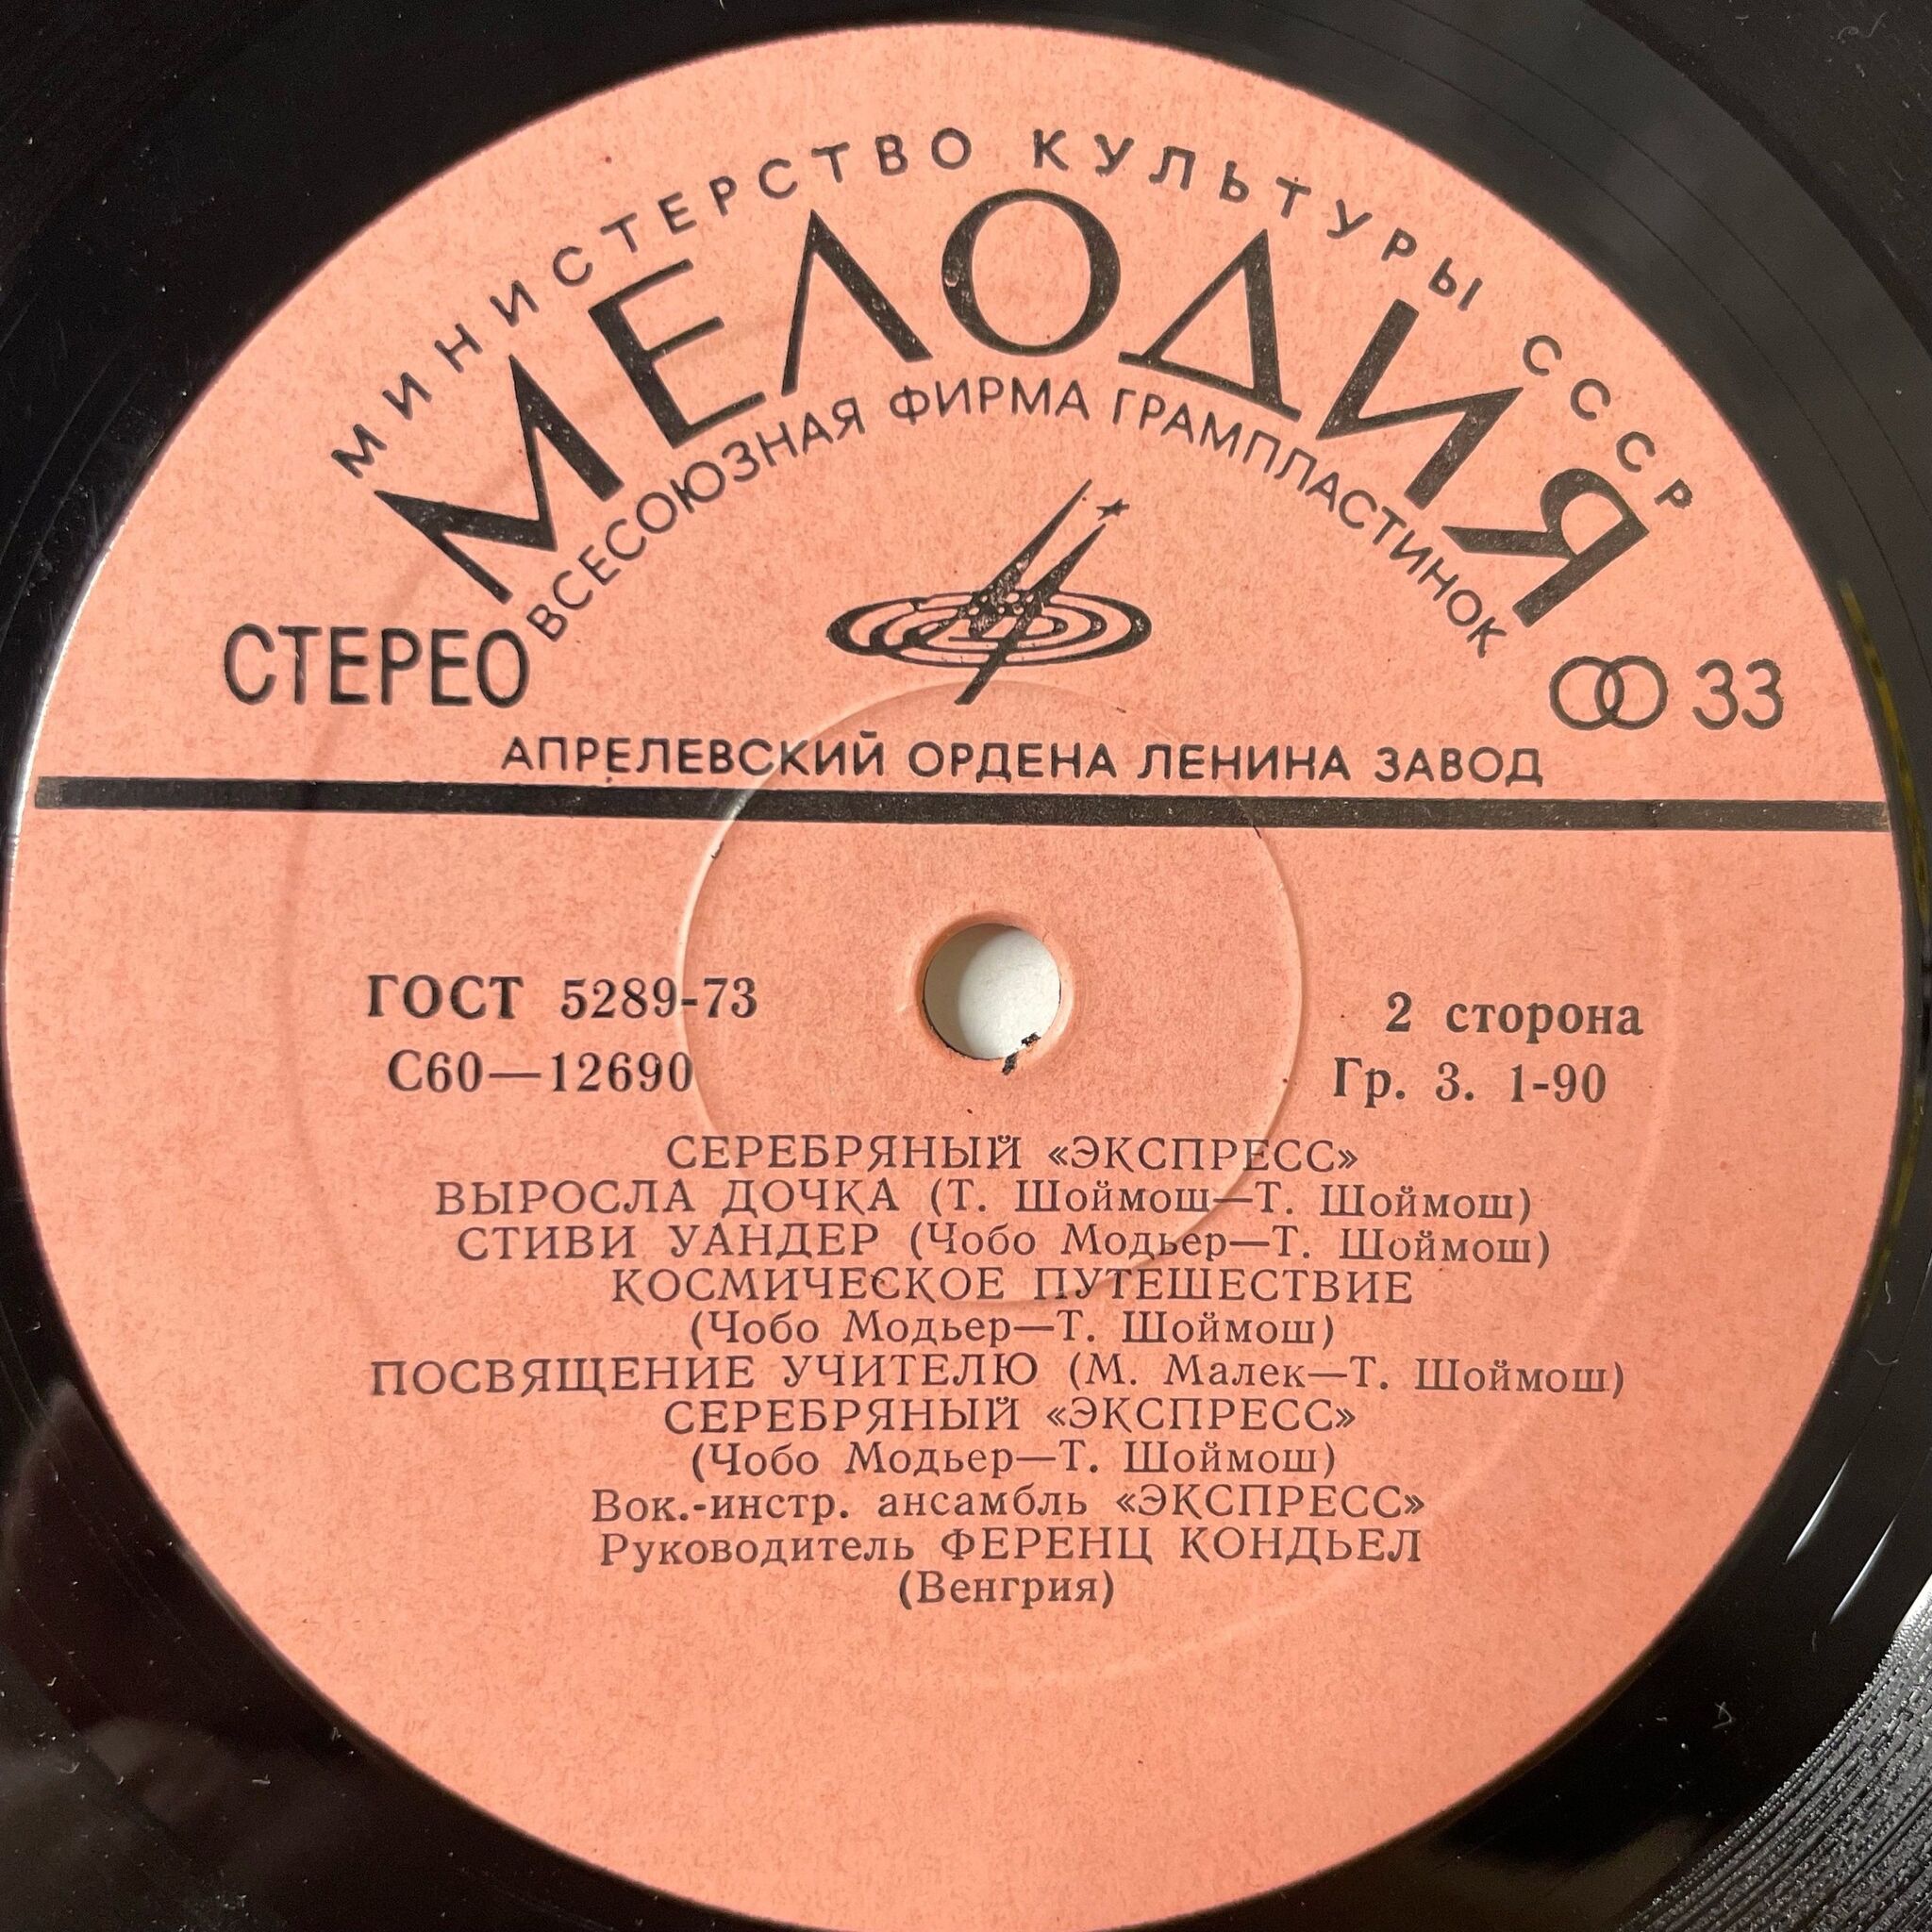 МИНИСТЕРСТВО КУЛЬТУРЫ СССР
МЕЛОДИЯ
ВСЕСОЮЗНАЯ ФИРМА ГРАМПЛАСТИНОК
СТЕРЕО
33
АПРЕЛЕВСКИЙ ОРДЕНА ЛЕНИНА ЗАВОД
ГОСТ 5289-73
2 сторона
С60—12690
Гр. 3. 1-90
СЕРЕБРЯНЫЙ «ЭКСПРЕСС»
ВЫРОСЛА ДОЧКА (Т. Шоймош—Т. Шоймош)
СТИВИ УАНДЕР (Чобо Модьер—Т. Шоймош)
КОСМИЧЕСКОЕ ПУТЕШЕСТВИЕ
(Чобо Модьер—Т. Шоймош)
ПОСВЯЩЕНИЕ УЧИТЕЛЮ (М. Малек—Т. Шоймош)
СЕРЕБРЯНЫЙ «ЭКСПРЕСС»
(Чобо Модьер—Т. Шоймош)
Вок.-инстр. ансамбль «ЭКСПРЕСС»
Руководитель ФЕРЕНЦ КОНДЬЕЛ
(Венгрия)